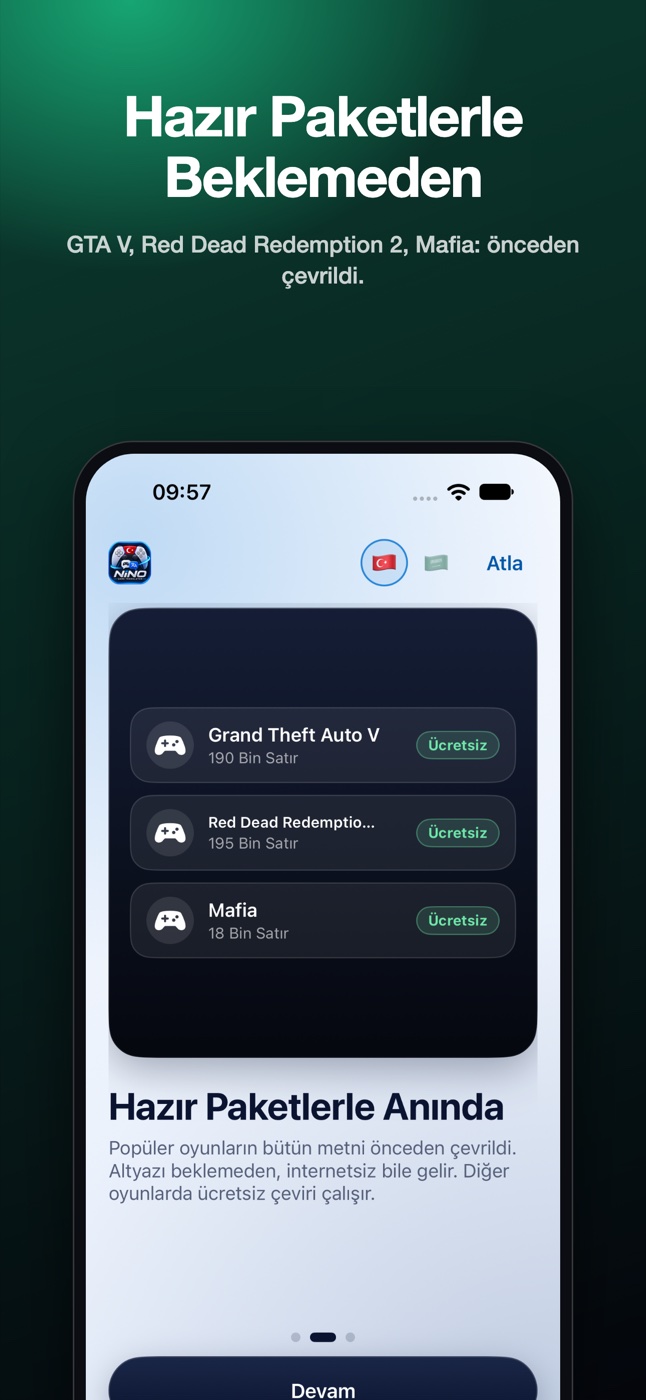 Hazır Paketlerle
Beklemeden
GTA V, Red Dead Redemption 2, Mafia: önceden
çevrildi.
09:57
NiNO
Atla
Grand Theft Auto V
190 Bin Satır
Ücretsiz
Red Dead Redemptio...
195 Bin Satır
Ücretsiz
Mafia
18 Bin Satır
Ücretsiz
Hazır Paketlerle Anında
Popüler oyunların bütün metni önceden çevrildi.
Altyazı beklemeden, internetsiz bile gelir. Diğer
oyunlarda ücretsiz çeviri çalışır.
Devam